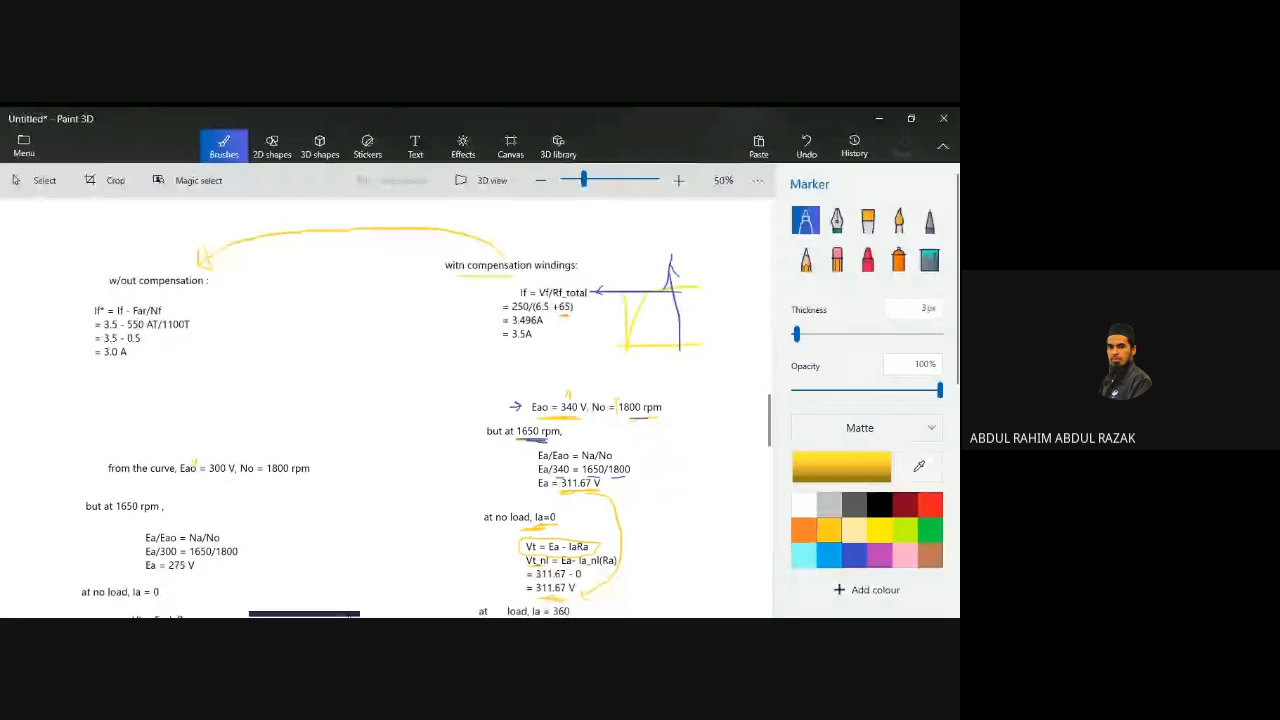 Untitled* - Paint 3D
Menu
Brushes
2D shapes
3D shapes
Stickers
Text
Effects
Canvas
3D library
Paste
Undo
History
Select
Crop
Magic select
3D view
50%
Marker
Thickness
3px
Opacity
100%
Matte
Add colour
w/out compensation :
If* = If - Far/Nf
= 3.5 - 550 AT/1100T
= 3.5 - 0.5
= 3.0 A
from the curve, Eao = 300 V, No = 1800 rpm
but at 1650 rpm ,
Ea/Eao = Na/No
Ea/300 = 1650/1800
Ea = 275 V
at no load, Ia = 0
witn compensation windings:
If = Vf/Rf_total
= 250/(6.5 +65)
= 3.496A
= 3.5A
Eao = 340 V, No = 1800 rpm
but at 1650 rpm,
Ea/Eao = Na/No
Ea/340 = 1650/1800
Ea = 311.67 V
at no load, Ia=0
Vt = Ea - IaRa
Vt_nl = Ea- Ia_nl(Ra)
= 311.67 - 0
= 311.67 V
at load, Ia = 360
ABDUL RAHIM ABDUL RAZAK